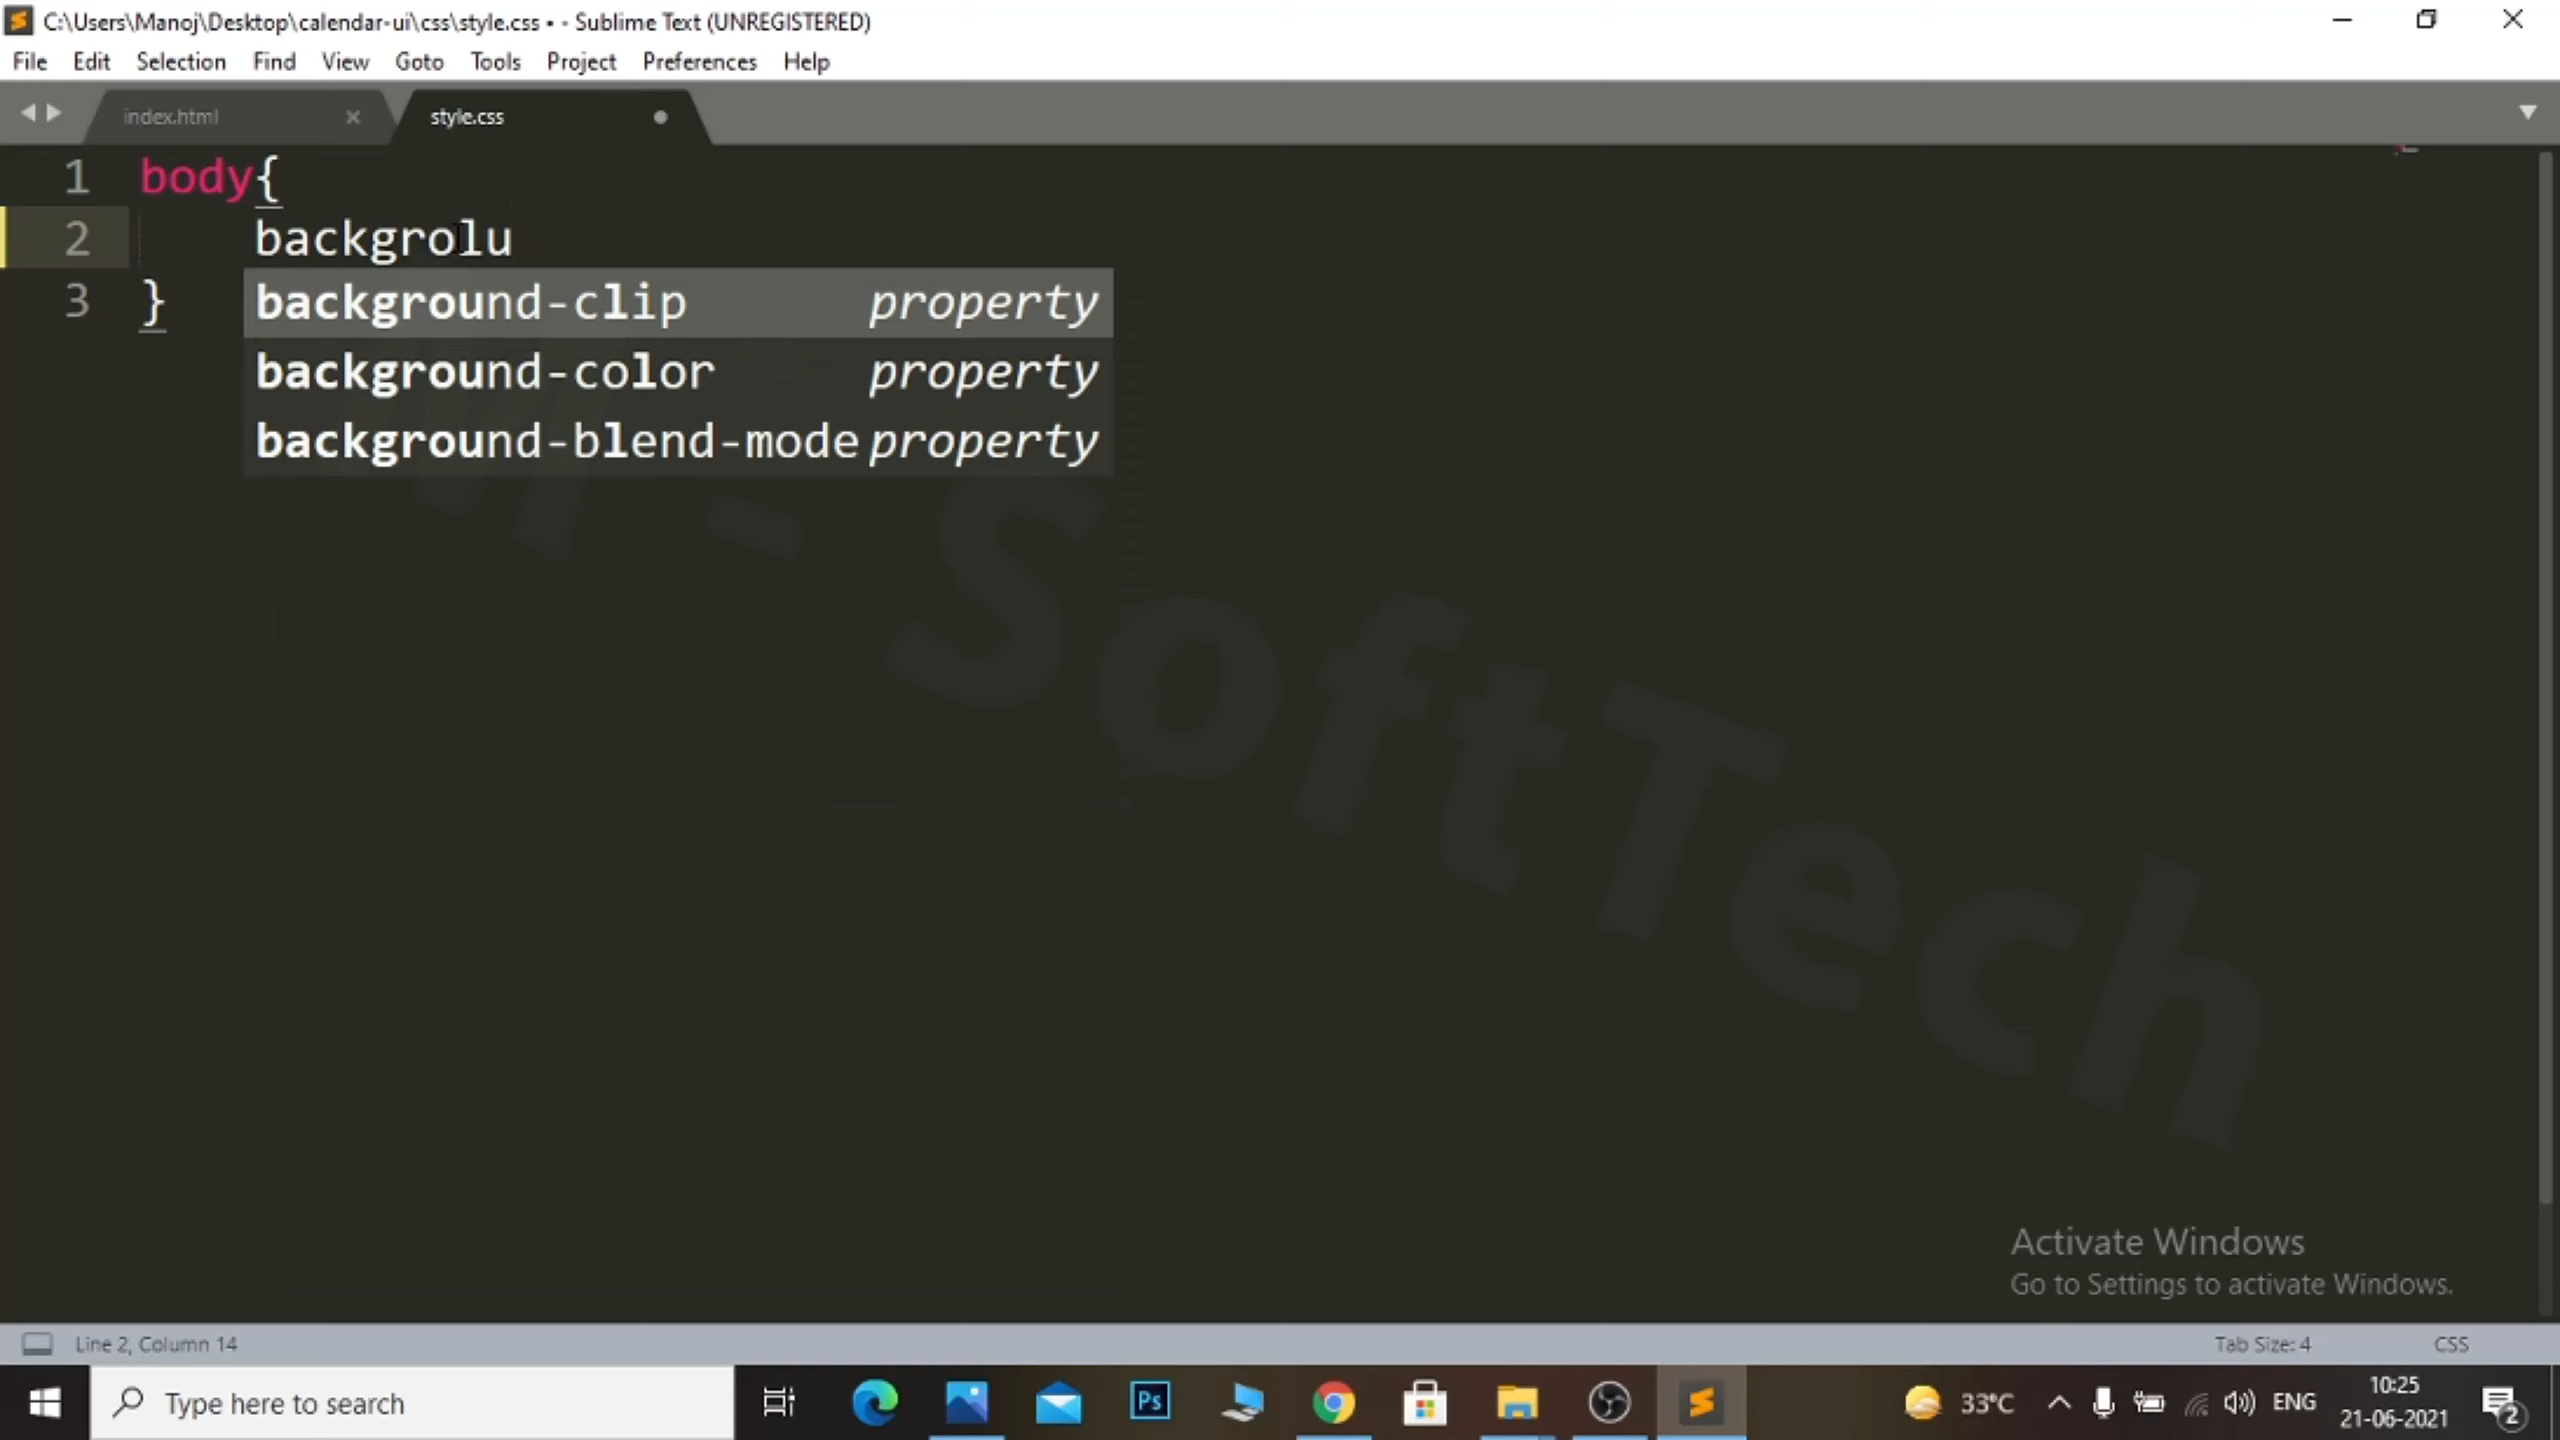 C:\Users\Manoj\Desktop\calendar-ui\css\style.css • - Sublime Text (UNREGISTERED)
File Edit Selection Find View Goto Tools Project Preferences Help
index.html style.css
1 body{
2 backgrolu
3 }
background-clip property
background-color property
background-blend-mode property
- SoftTech
Activate Windows
Go to Settings to activate Windows.
Line 2, Column 14 Tab Size: 4 CSS
Type here to search Ps 33°C ENG 10:25
21-06-2021 2